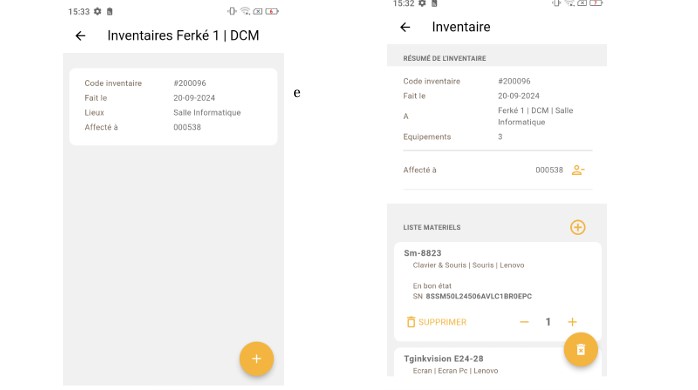 15:33
Inventaires Ferké 1 | DCM
Code inventaire #200096
Fait le 20-09-2024
Lieux Salle Informatique
Affecté à 000538
e
15:32
Inventaire
RÉSUMÉ DE L'INVENTAIRE
Code inventaire #200096
Fait le 20-09-2024
A Ferké 1 | DCM | Salle
Informatique
Equipements 3
Affecté à 000538
LISTE MATERIELS
Sm-8823
Clavier & Souris | Souris | Lenovo
En bon état
SN 8SSM50L24506AVLC1BR0EPC
SUPPRIMER 1
Tginkvision E24-28
Ecran | Ecran Pc | Lenovo